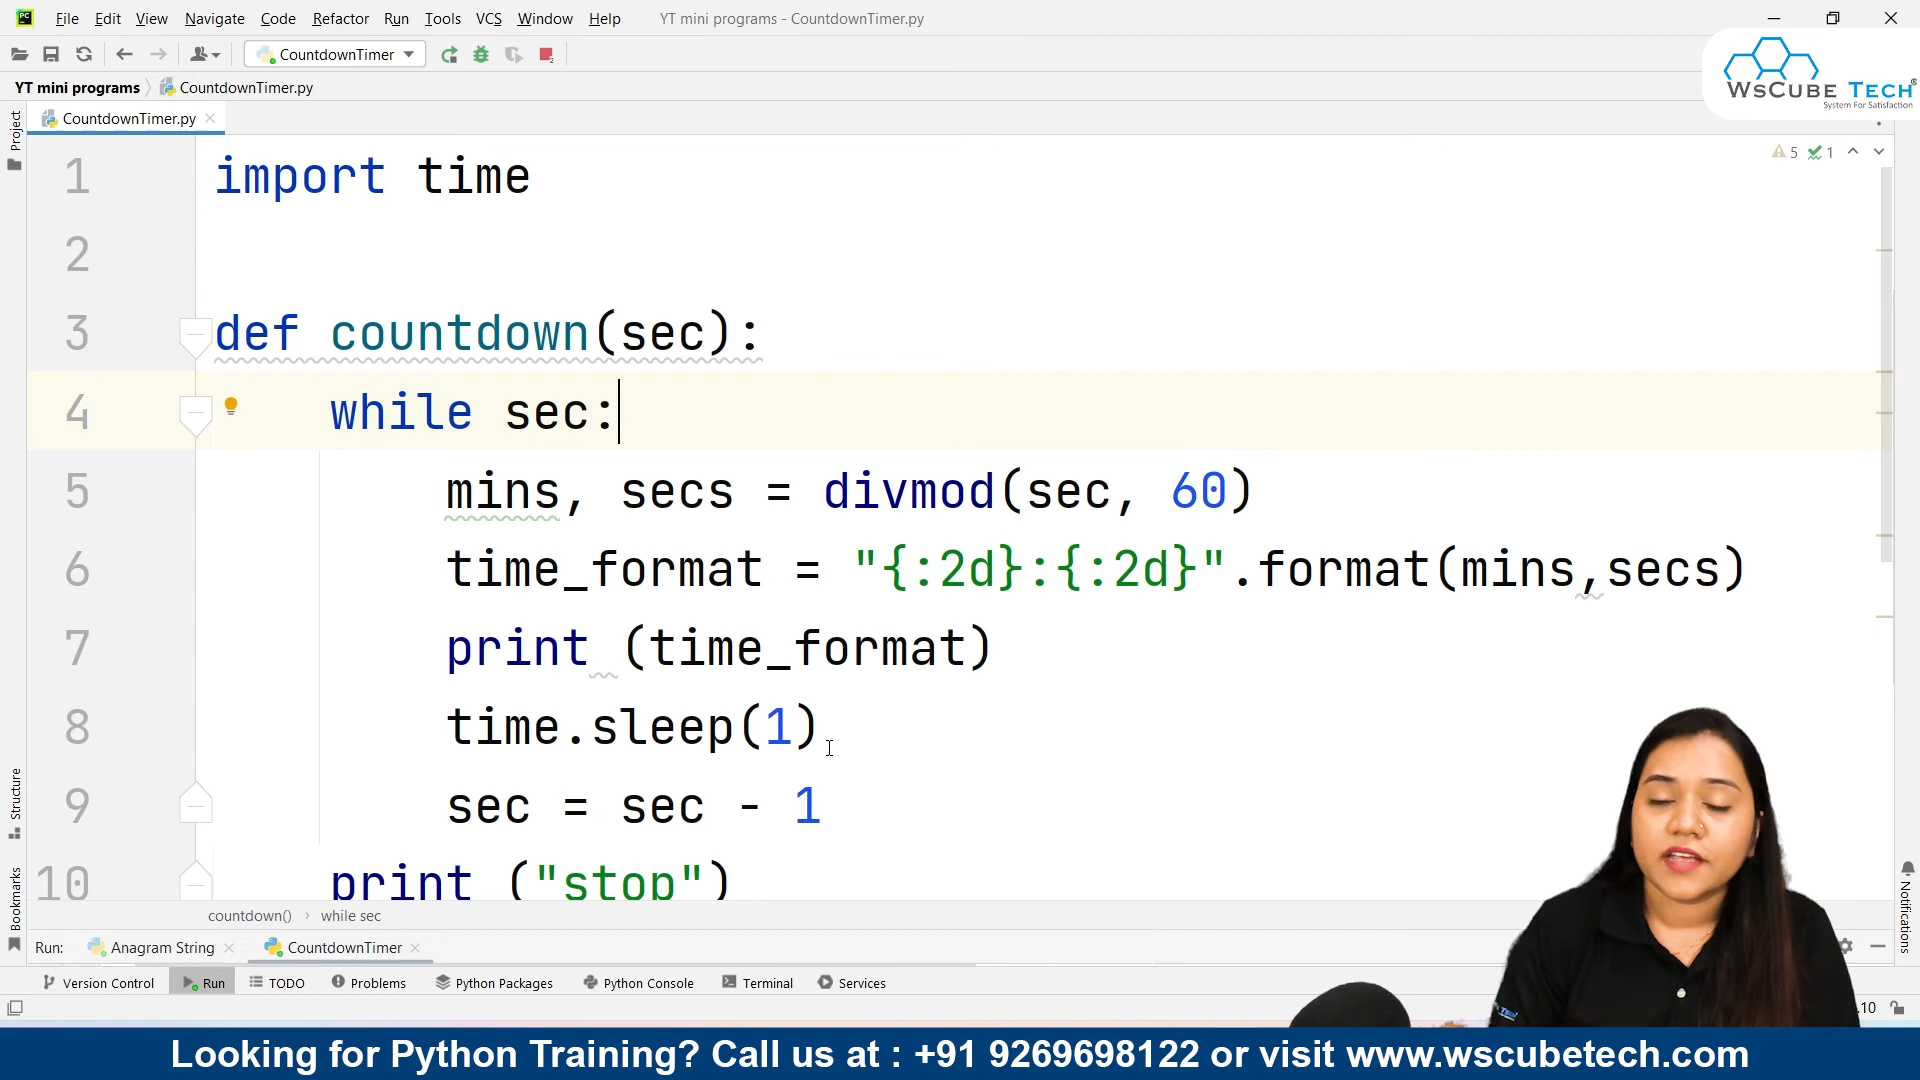 File Edit View Navigate Code Refactor Run Tools VCS Window Help YT mini programs - CountdownTimer.py
CountdownTimer
WsCube Tech®
System For Satisfaction
YT mini programs CountdownTimer.py
Project
CountdownTimer.py
5 1
1 import time
2
3 def countdown(sec):
4 while sec:
5 mins, secs = divmod(sec, 60)
6 time_format = "{:2d}:{:2d}".format(mins,secs)
7 print (time_format)
8 time.sleep(1)
9 sec = sec - 1
10 print ("stop")
Structure
Bookmarks
Notifications
countdown() › while sec
Run: Anagram String CountdownTimer
Version Control Run TODO Problems Python Packages Python Console Terminal Services
.10
Looking for Python Training? Call us at : +91 9269698122 or visit www.wscubetech.com